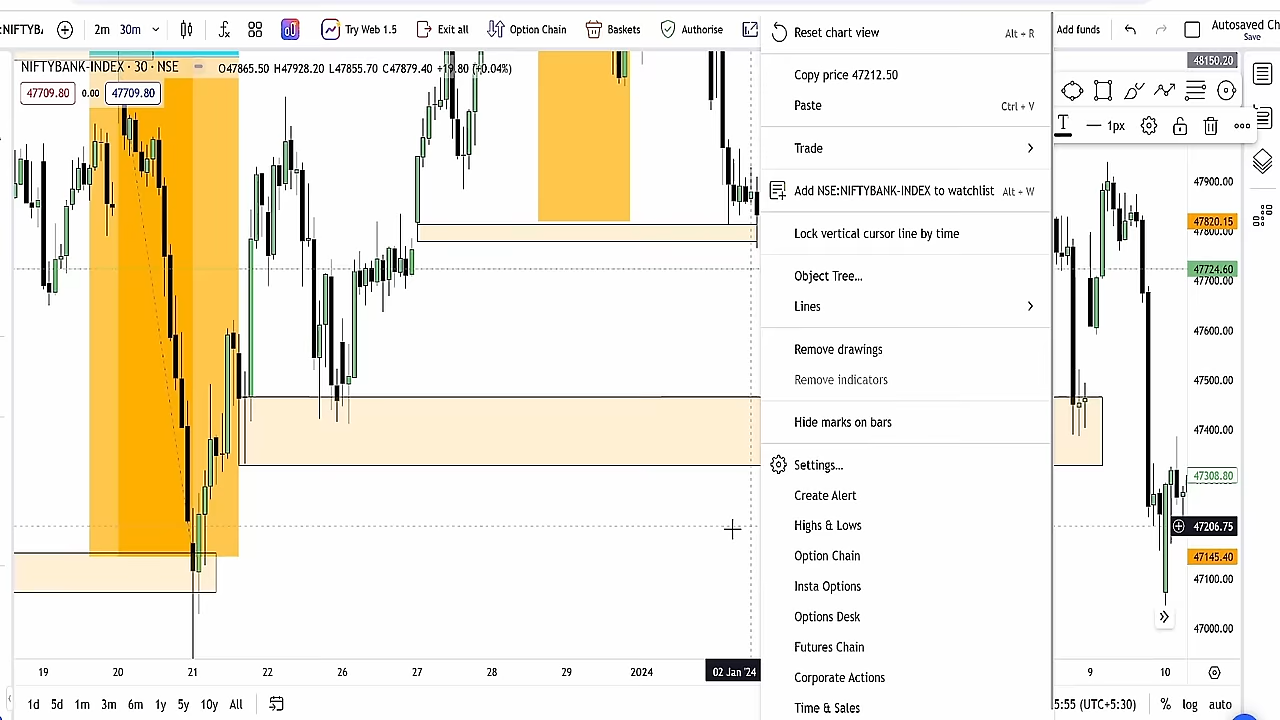 :NIFTYB/
2m 30m
Try Web 1.5
Exit all
Option Chain
Baskets
Authorise
Add funds
Autosaved Ch
Save
NIFTYBANK-INDEX · 30 · NSE
O47865.50 H47928.20 L47855.70 C47879.40 +19.80 (+0.04%)
47709.80 0.00 47709.80
Reset chart view Alt + R
Copy price 47212.50
Paste Ctrl + V
Trade
Add NSE:NIFTYBANK-INDEX to watchlist Alt + W
Lock vertical cursor line by time
Object Tree...
Lines
Remove drawings
Remove indicators
Hide marks on bars
Settings...
Create Alert
Highs & Lows
Option Chain
Insta Options
Options Desk
Futures Chain
Corporate Actions
Time & Sales
T 1px
48150.20
47900.00
47820.15
47800.00
47724.60
47700.00
47600.00
47500.00
47400.00
47308.80
47206.75
47145.40
47100.00
47000.00
19 20 21 22 26 27 28 29 2024 02 Jan '24 9 10
1d 5d 1m 3m 6m 1y 5y 10y All
5:55 (UTC+5:30) % log auto